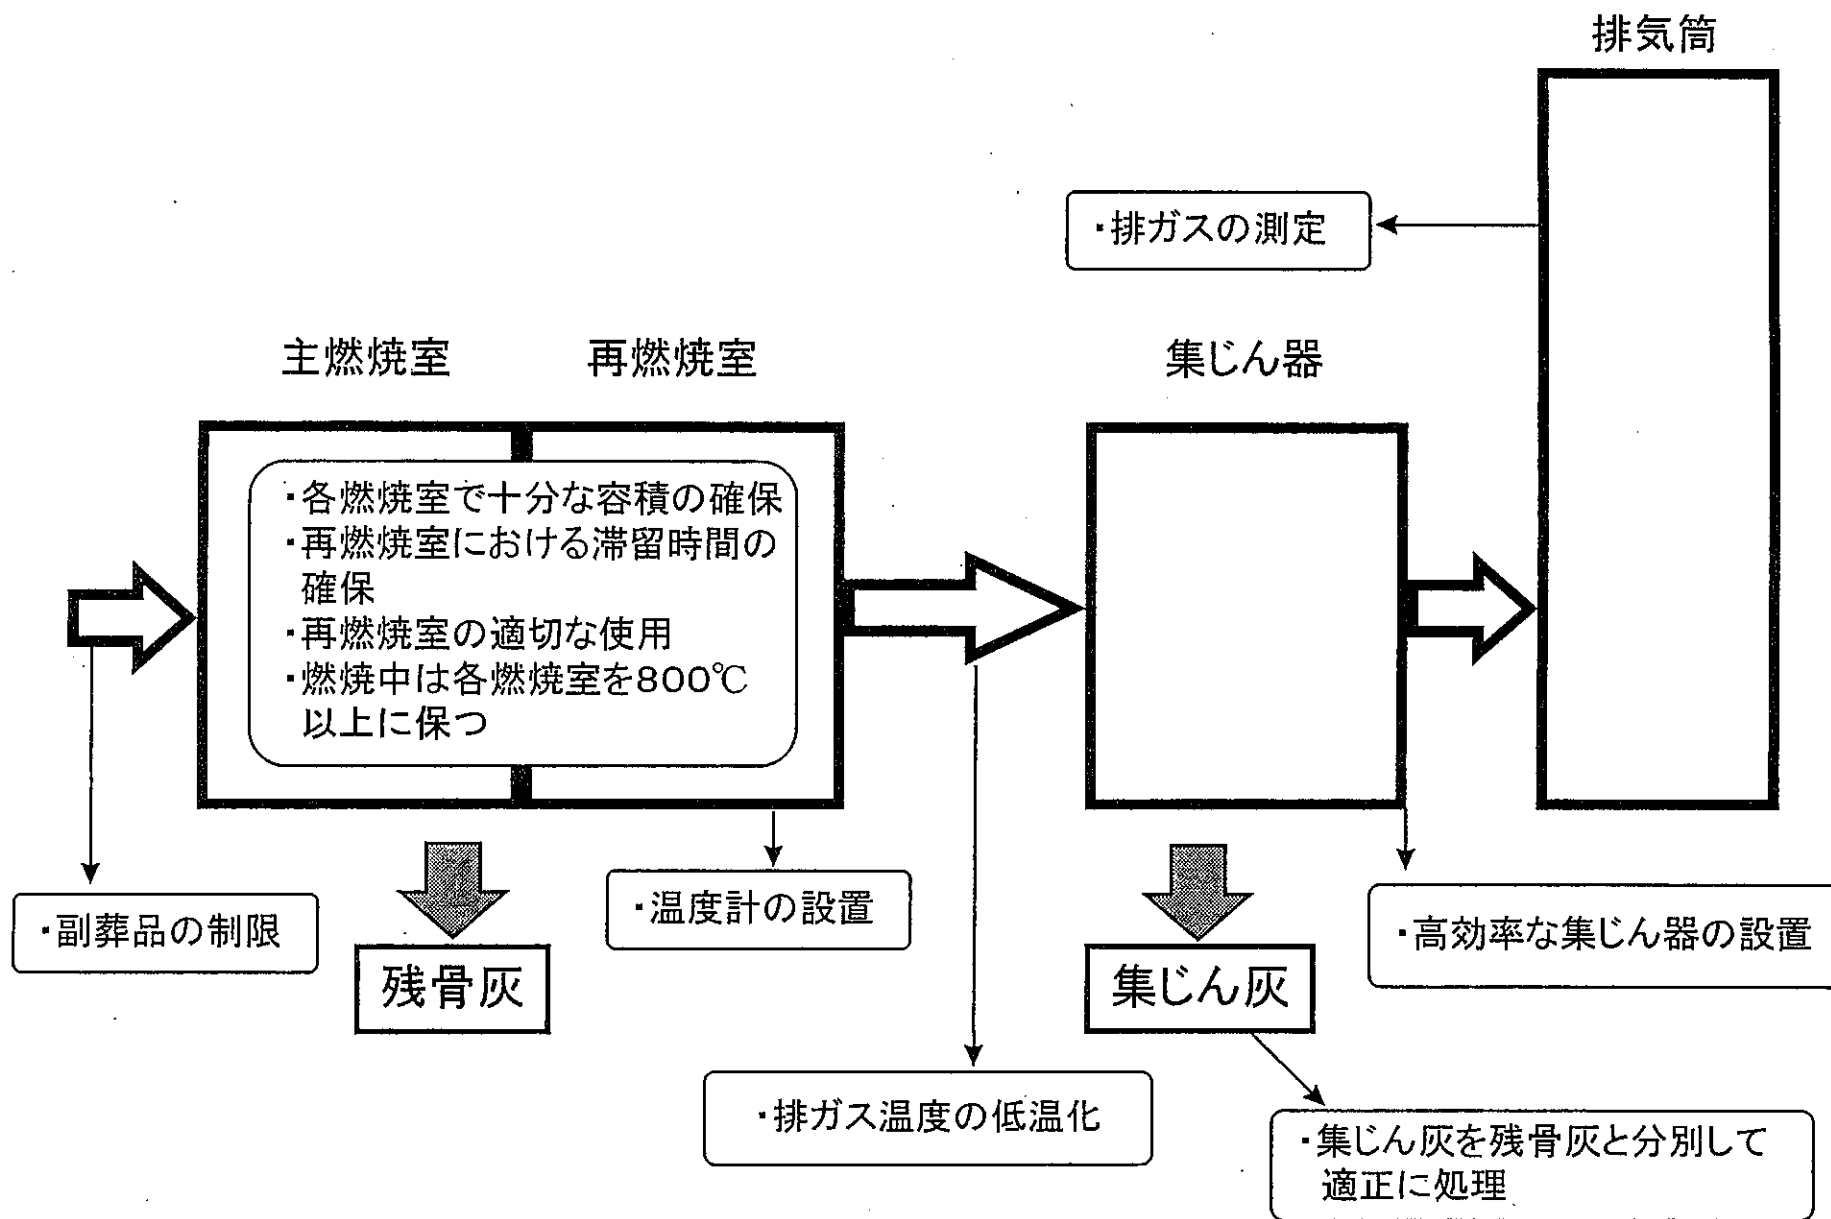 排気筒
・排ガスの測定
主燃焼室
再燃焼室
集じん器
・各燃焼室で十分な容積の確保
・再燃焼室における滞留時間の
確保
・再燃焼室の適切な使用
・燃焼中は各燃焼室を800℃
以上に保つ
・副葬品の制限
残骨灰
・温度計の設置
集じん灰
・高効率な集じん器の設置
・排ガス温度の低温化
・集じん灰を残骨灰と分別して
適正に処理